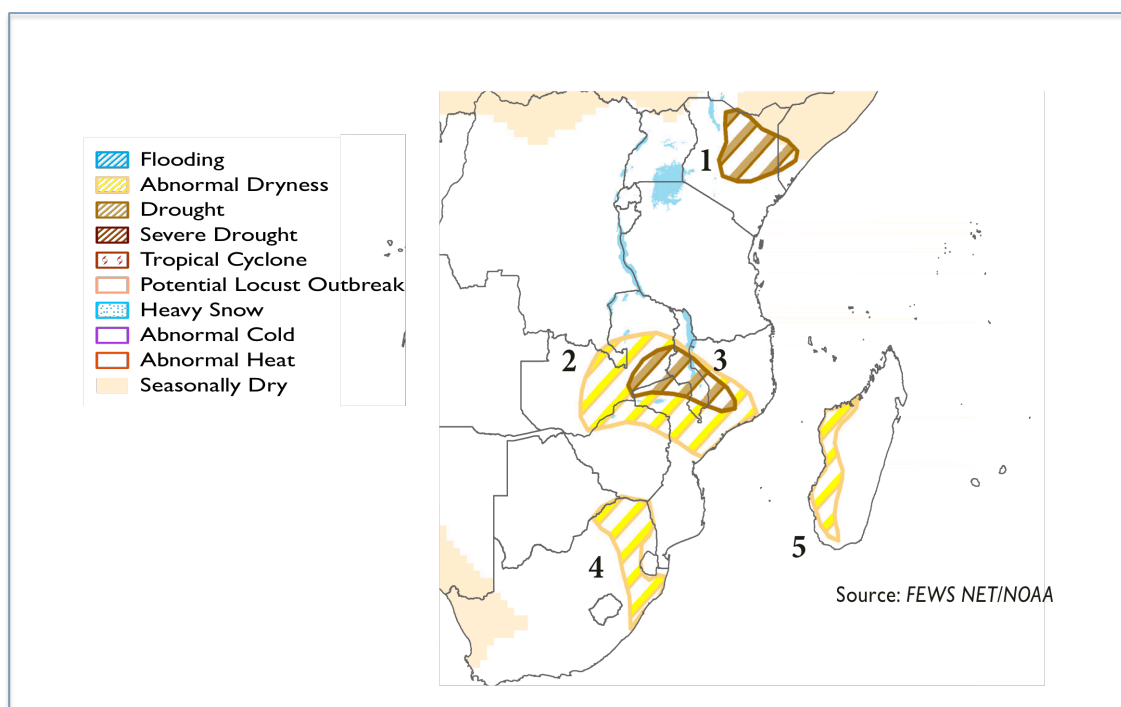 Flooding
Abnormal Dryness
Drought
Severe Drought
Tropical Cyclone
Potential Locust Outbreak
Heavy Snow
Abnormal Cold
Abnormal Heat
Seasonally Dry
1
2
3
4
5
Source: FEWS NET/NOAA